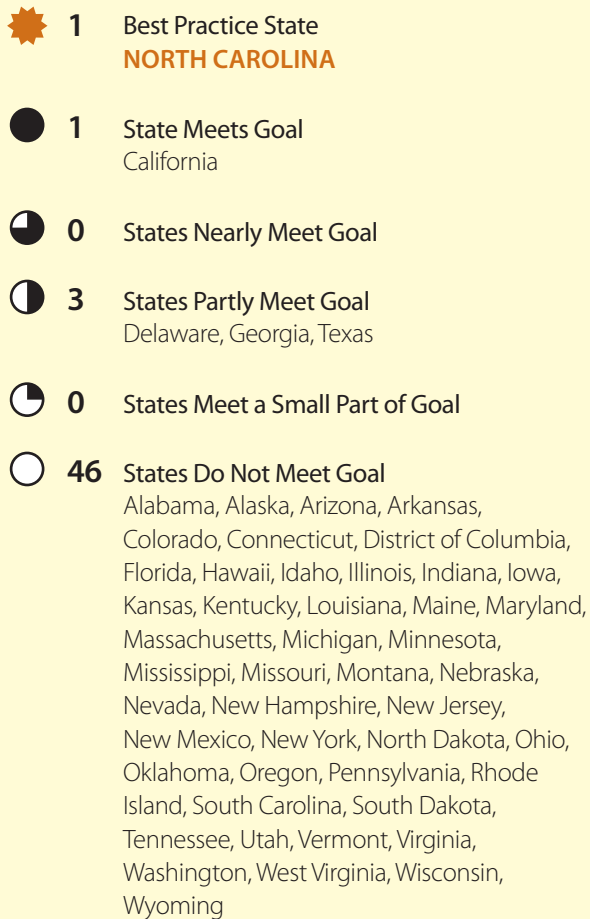 1 Best Practice State
NORTH CAROLINA
1 State Meets Goal
California
0 States Nearly Meet Goal
3 States Partly Meet Goal
Delaware, Georgia, Texas
0 States Meet a Small Part of Goal
46 States Do Not Meet Goal
Alabama, Alaska, Arizona, Arkansas,
Colorado, Connecticut, District of Columbia,
Florida, Hawaii, Idaho, Illinois, Indiana, Iowa,
Kansas, Kentucky, Louisiana, Maine, Maryland,
Massachusetts, Michigan, Minnesota,
Mississippi, Missouri, Montana, Nebraska,
Nevada, New Hampshire, New Jersey,
New Mexico, New York, North Dakota, Ohio,
Oklahoma, Oregon, Pennsylvania, Rhode
Island, South Carolina, South Dakota,
Tennessee, Utah, Vermont, Virginia,
Washington, West Virginia, Wisconsin,
Wyoming